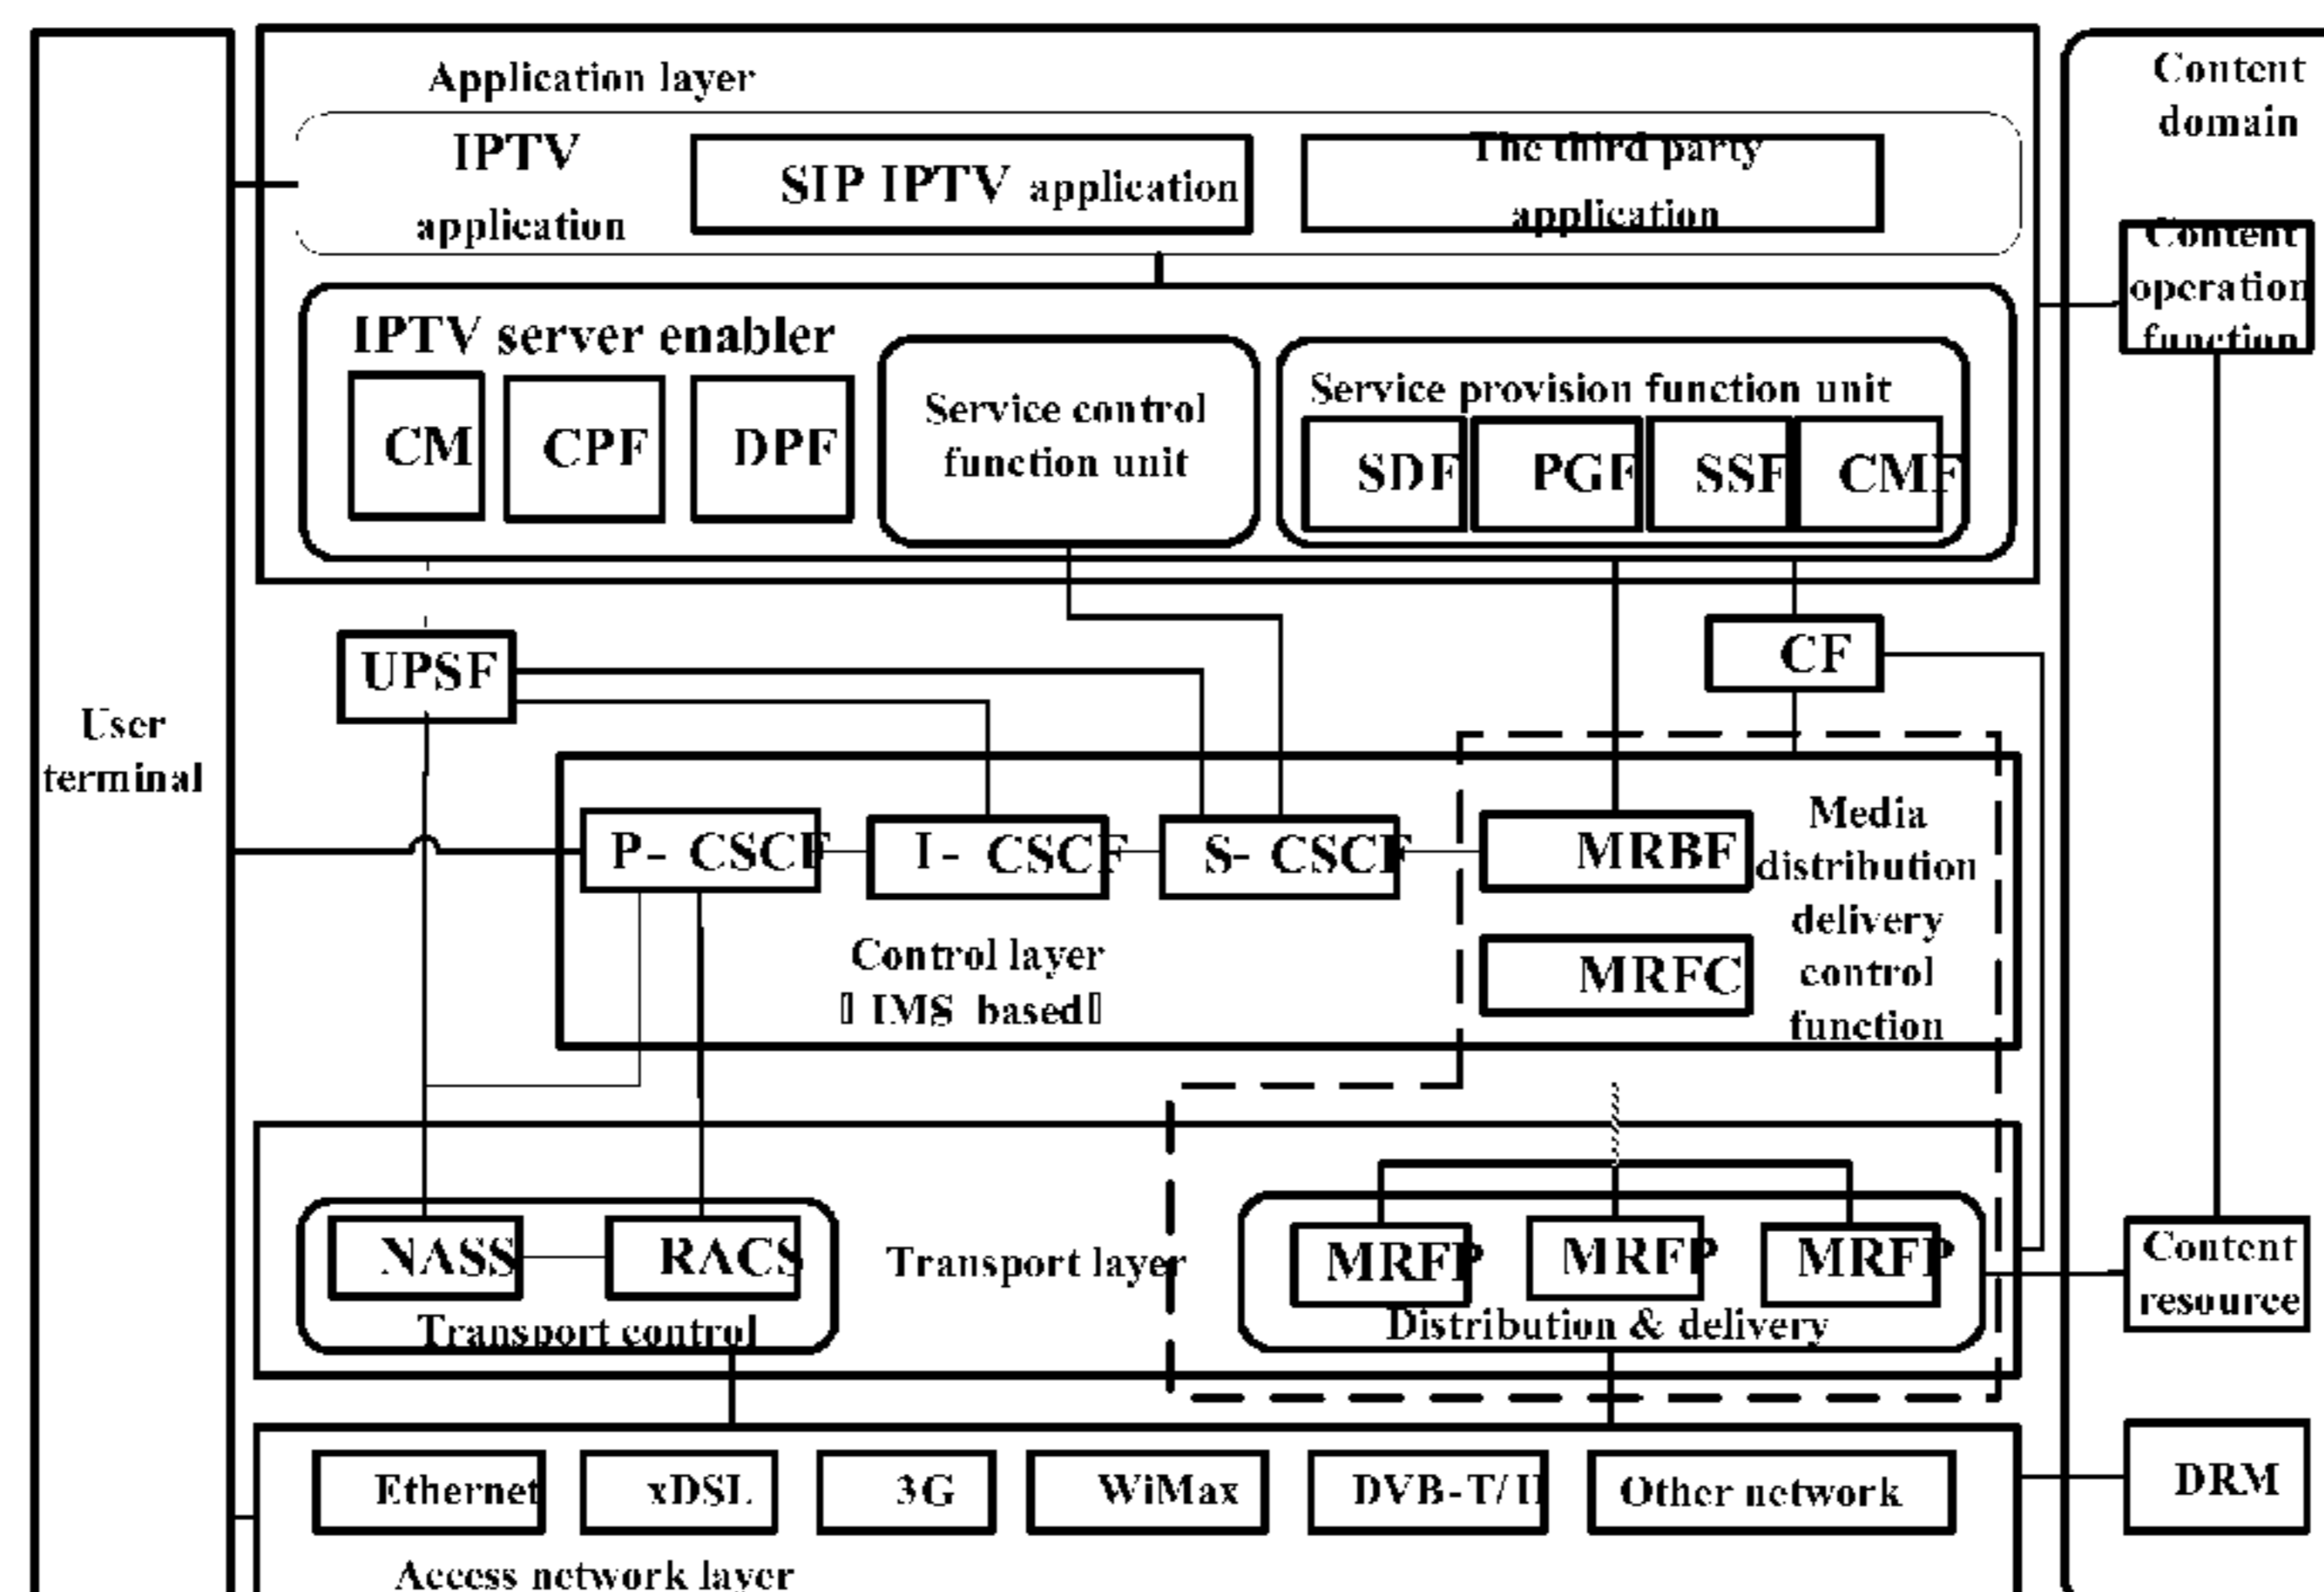 Application layer
IPTV
application
SIP IPTV application
The third party
application
Content
domain
Content
operation
function
IPTV server enabler
CM
CPF
DPF
Service control
function unit
Service provision function unit
SDF
PGF
SSF
CMF
UPSF
CF
User
terminal
P- CSCF
I- CSCF
S- CSCF
MRBF
MRFC
Media
distribution
delivery
control
function
Control layer
IMS based
NASS
RACS
Transport control
Transport layer
MRFP
MRFP
MRFP
Distribution & delivery
Content
resource
Ethernet
xDSL
3G
WiMax
DVB-T/H
Other network
DRM
Access network layer